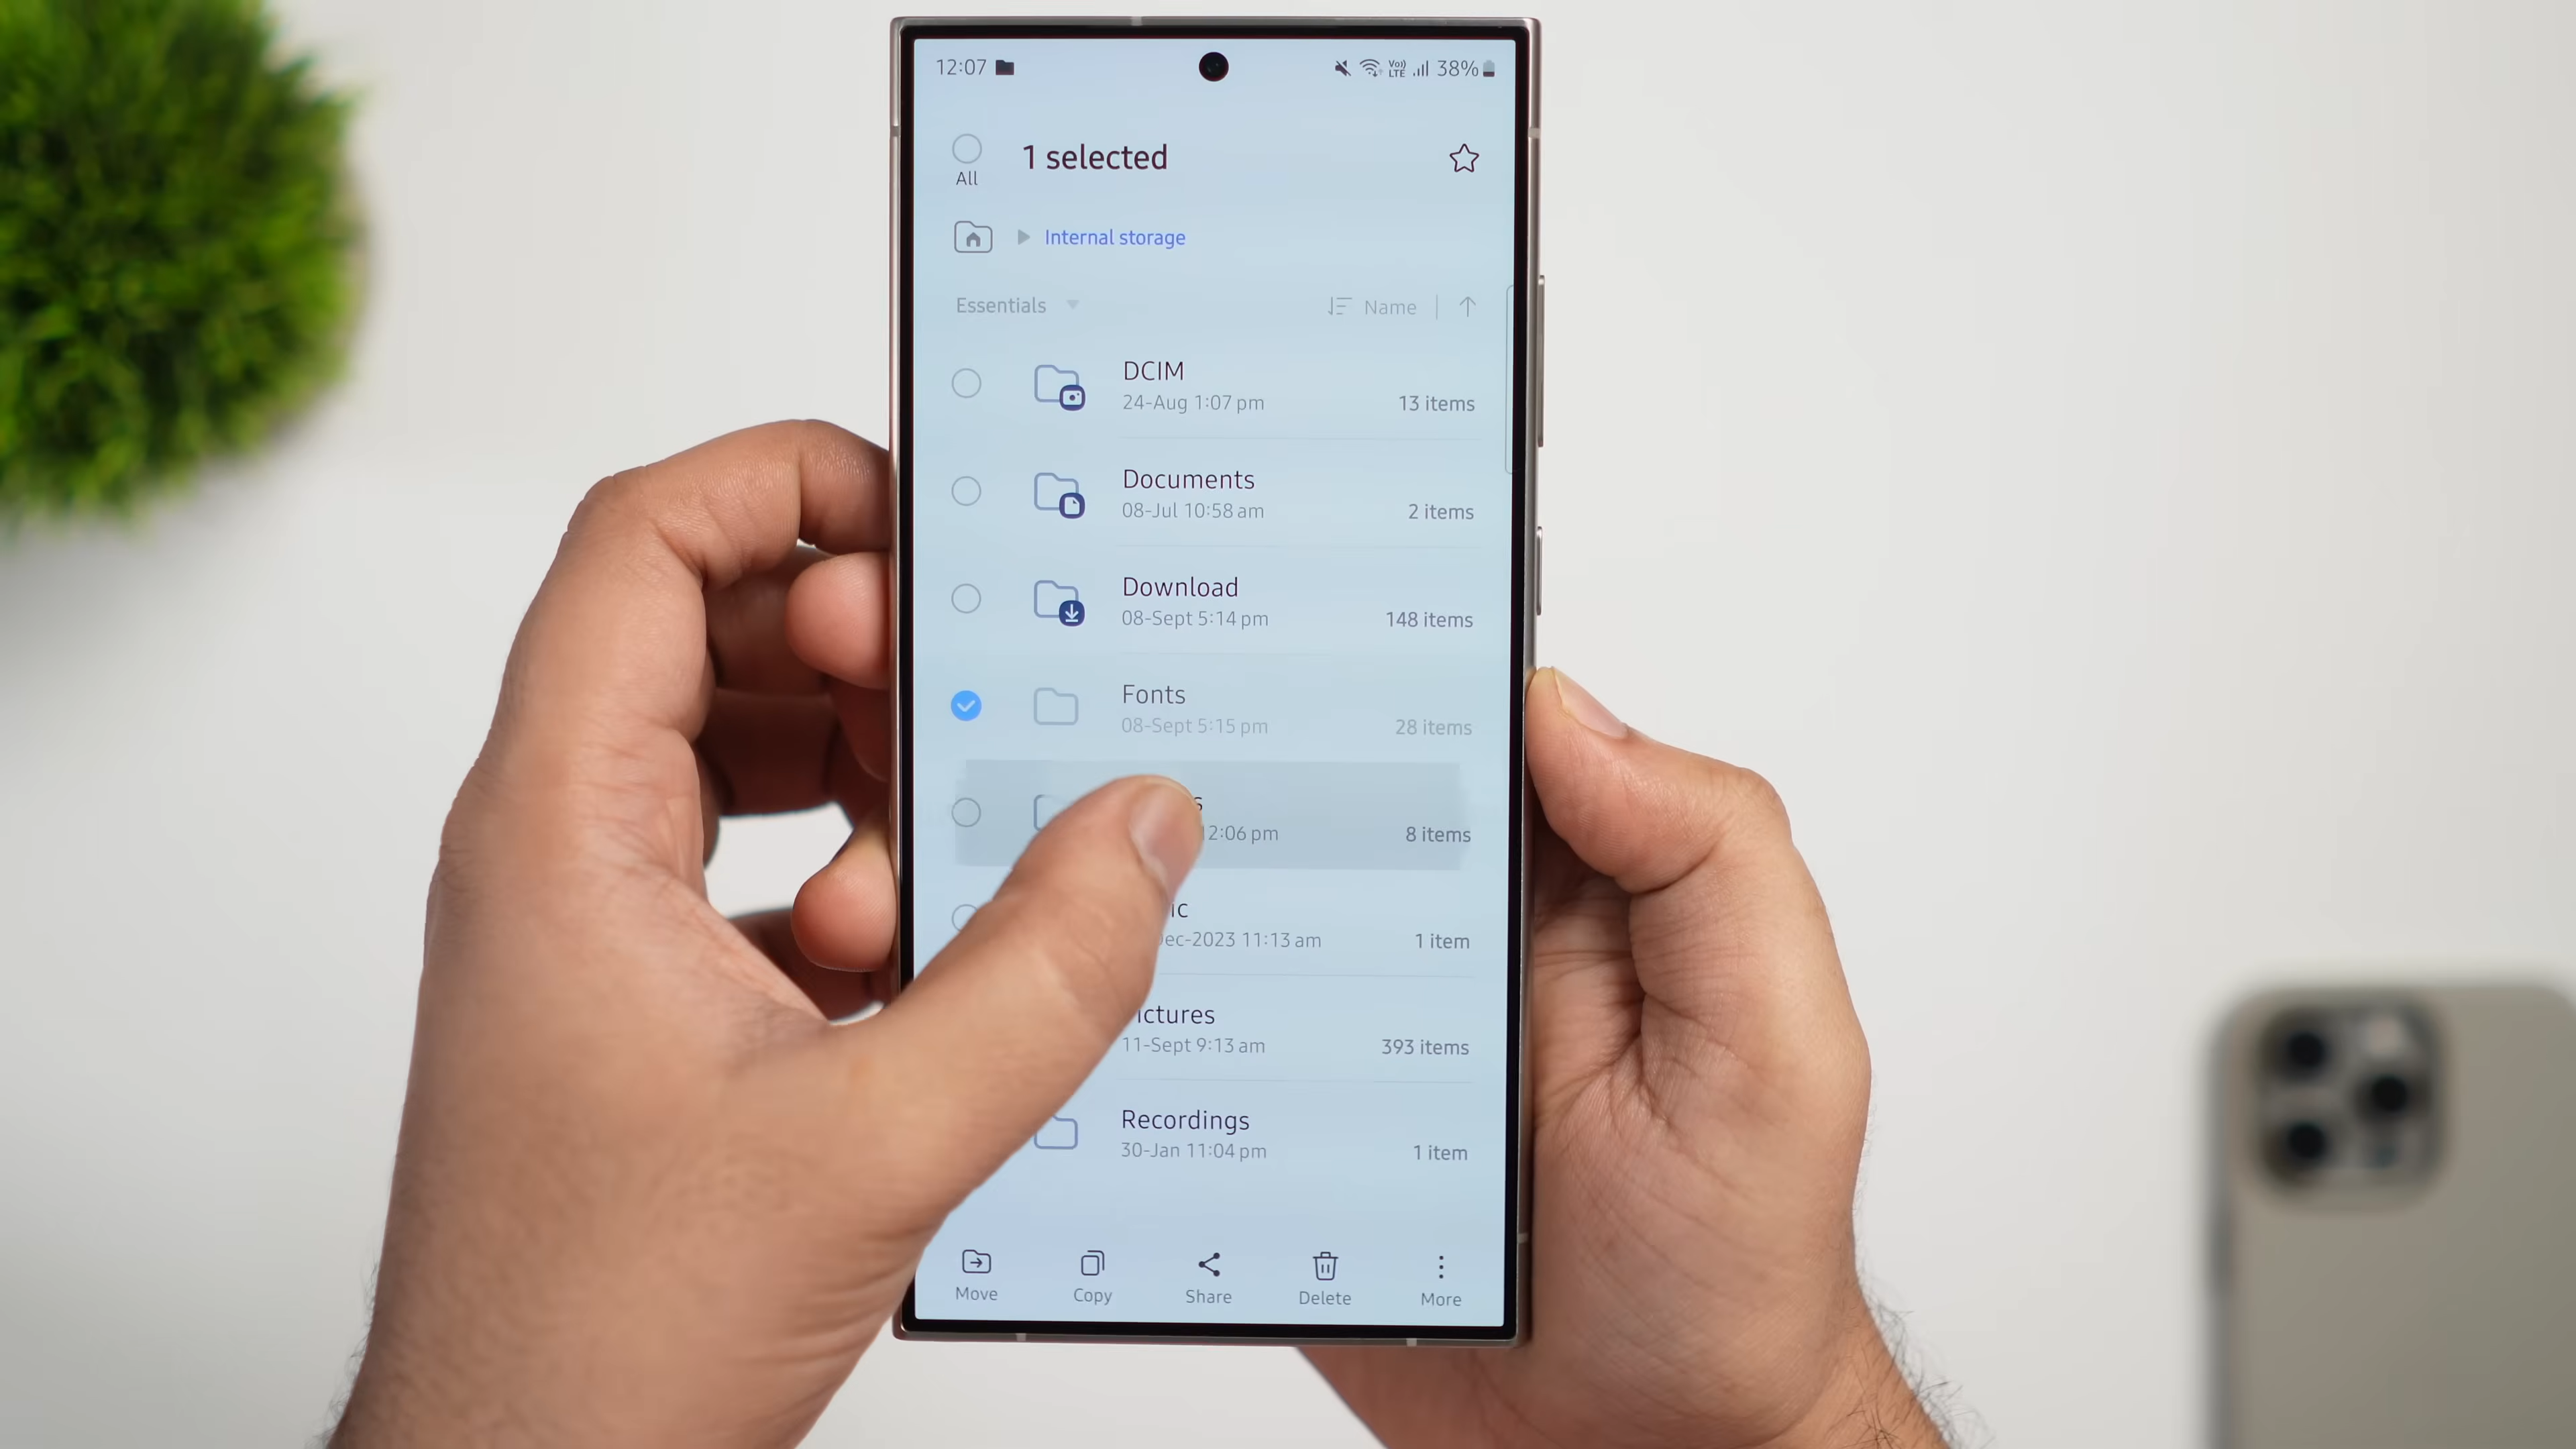 12:07 Vo)) LTE 38%
1 selected
All
Internal storage
Essentials Name
DCIM
24-Aug 1:07 pm 13 items
Documents
08-Jul 10:58 am 2 items
Download
08-Sept 5:14 pm 148 items
Fonts
08-Sept 5:15 pm 28 items
s
2:06 pm 8 items
ic
ec-2023 11:13 am 1 item
ictures
11-Sept 9:13 am 393 items
Recordings
30-Jan 11:04 pm 1 item
Move Copy Share Delete More